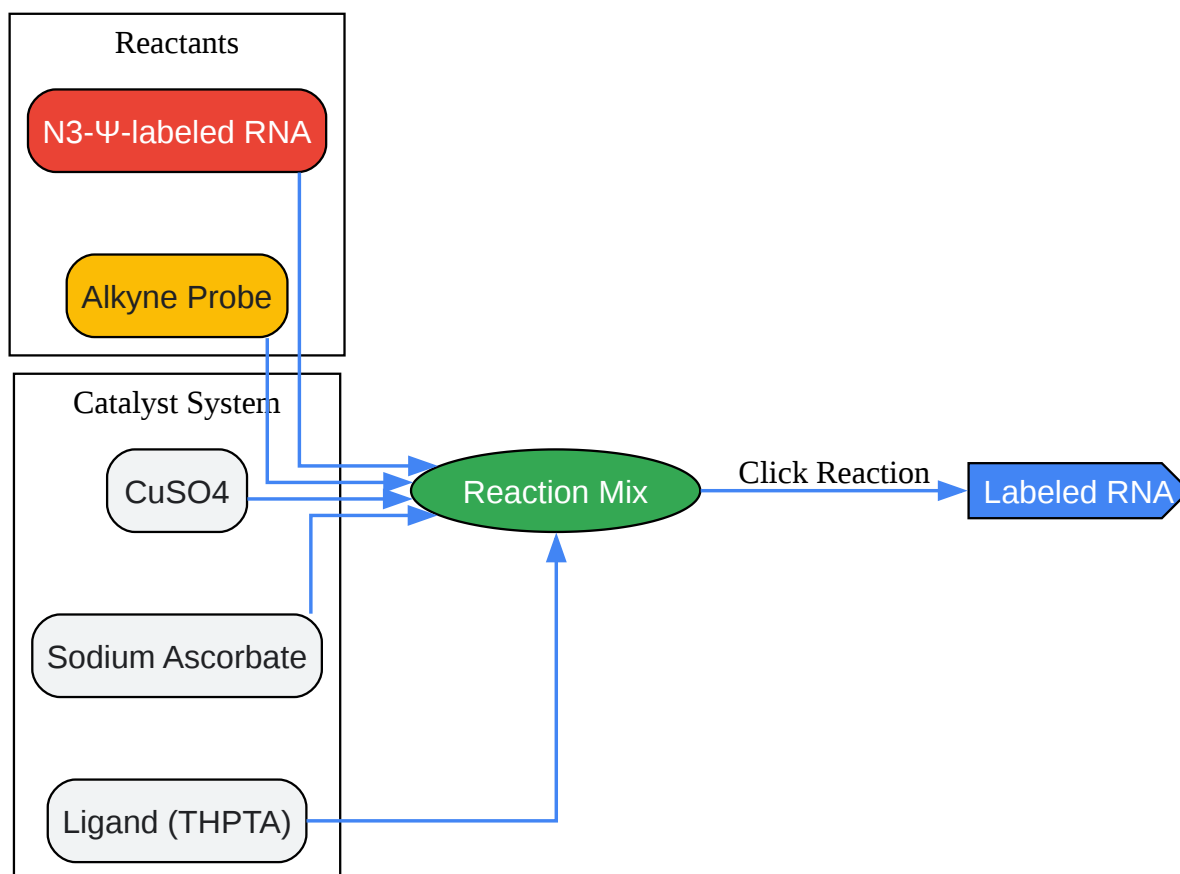 Reactants
N3-Ψ-labeled RNA
Alkyne Probe
Catalyst System
CuSO4
Sodium Ascorbate
Ligand (THPTA)
Reaction Mix
Click Reaction
Labeled RNA